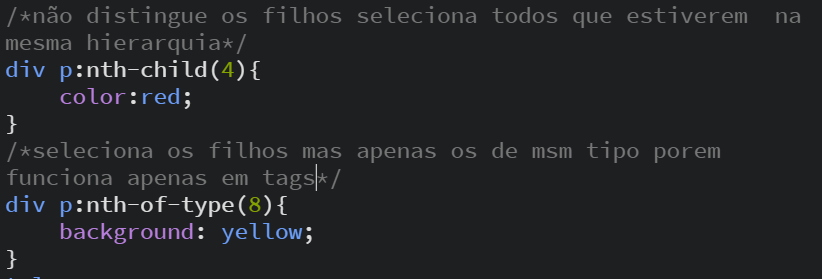 /*não distingue os filhos seleciona todos que estiverem  na
mesma hierarquia*/
div p:nth-child(4){
    color:red;
}
/*seleciona os filhos mas apenas os de msm tipo porem
funciona apenas em tags*/
div p:nth-of-type(8){
    background: yellow;
}